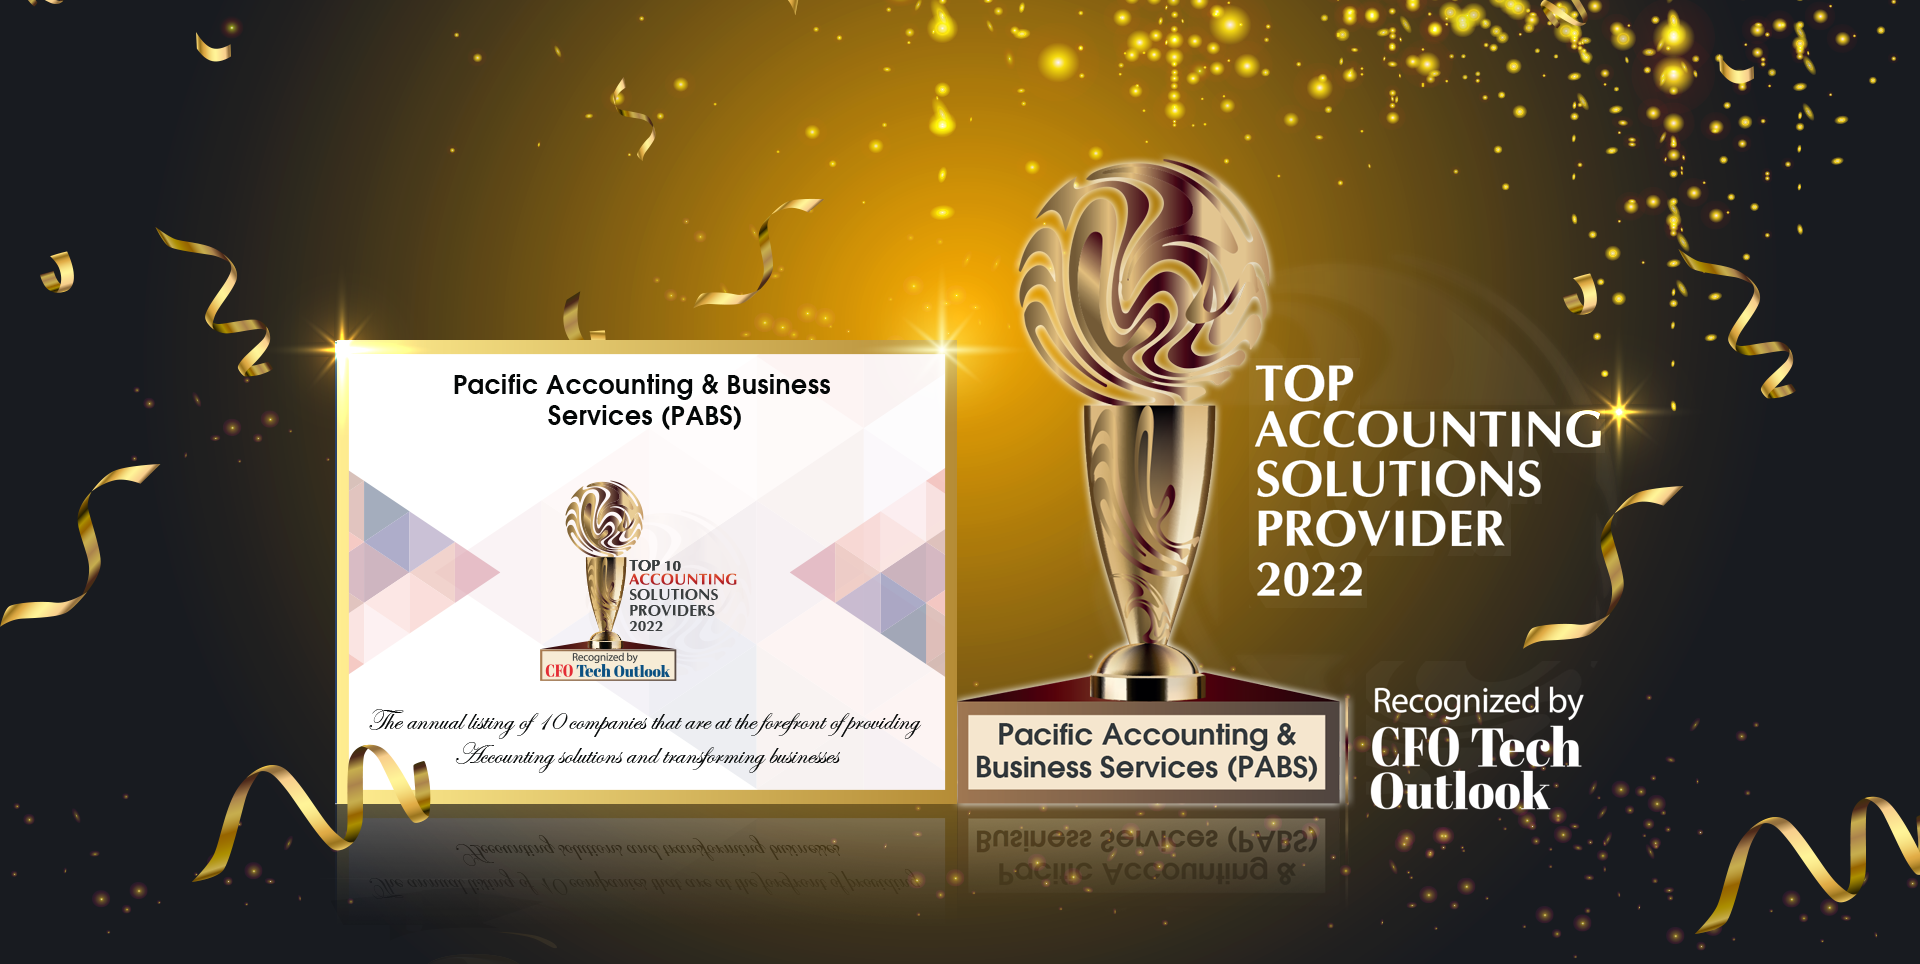 Pacific Accounting & Business
Services (PABS)
TOP 10
ACCOUNTING
SOLUTIONS
PROVIDERS
2022
Recognized by
CFO Tech Outlook
The annual listing of 10 companies that are at the forefront of providing
Accounting solutions and transforming businesses
TOP
ACCOUNTING
SOLUTIONS
PROVIDER
2022
Pacific Accounting &
Business Services (PABS)
Recognized by
CFO Tech
Outlook